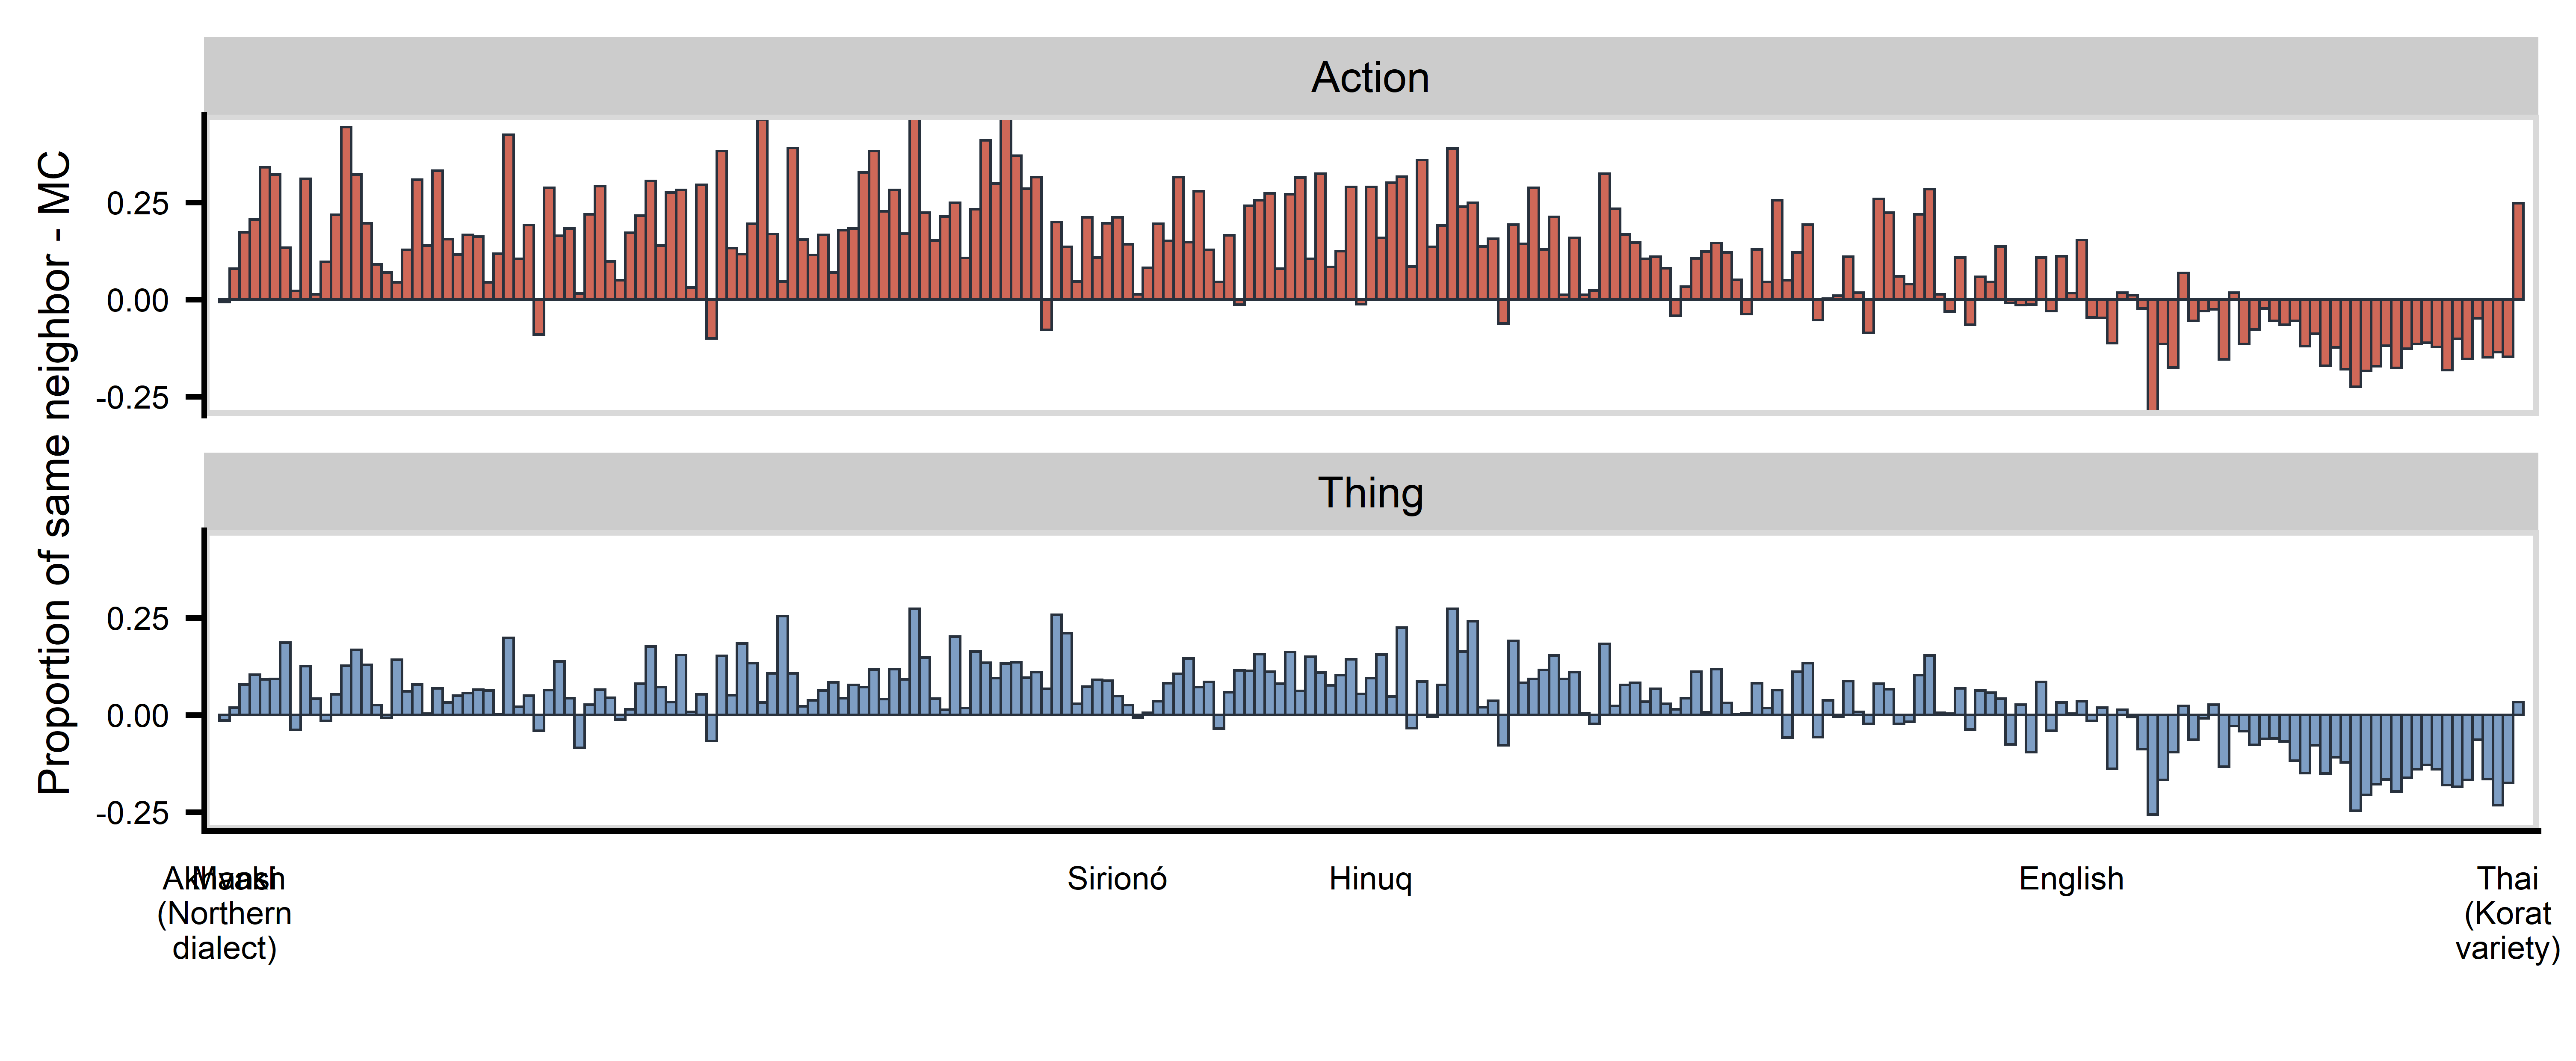 Action
Proportion of same neighbor - MC
0.25
0.00
-0.25
Thing
0.25
0.00
-0.25
(Northern
dialect)
Sirionó
Hinuq
English
Thai
(Korat
variety)